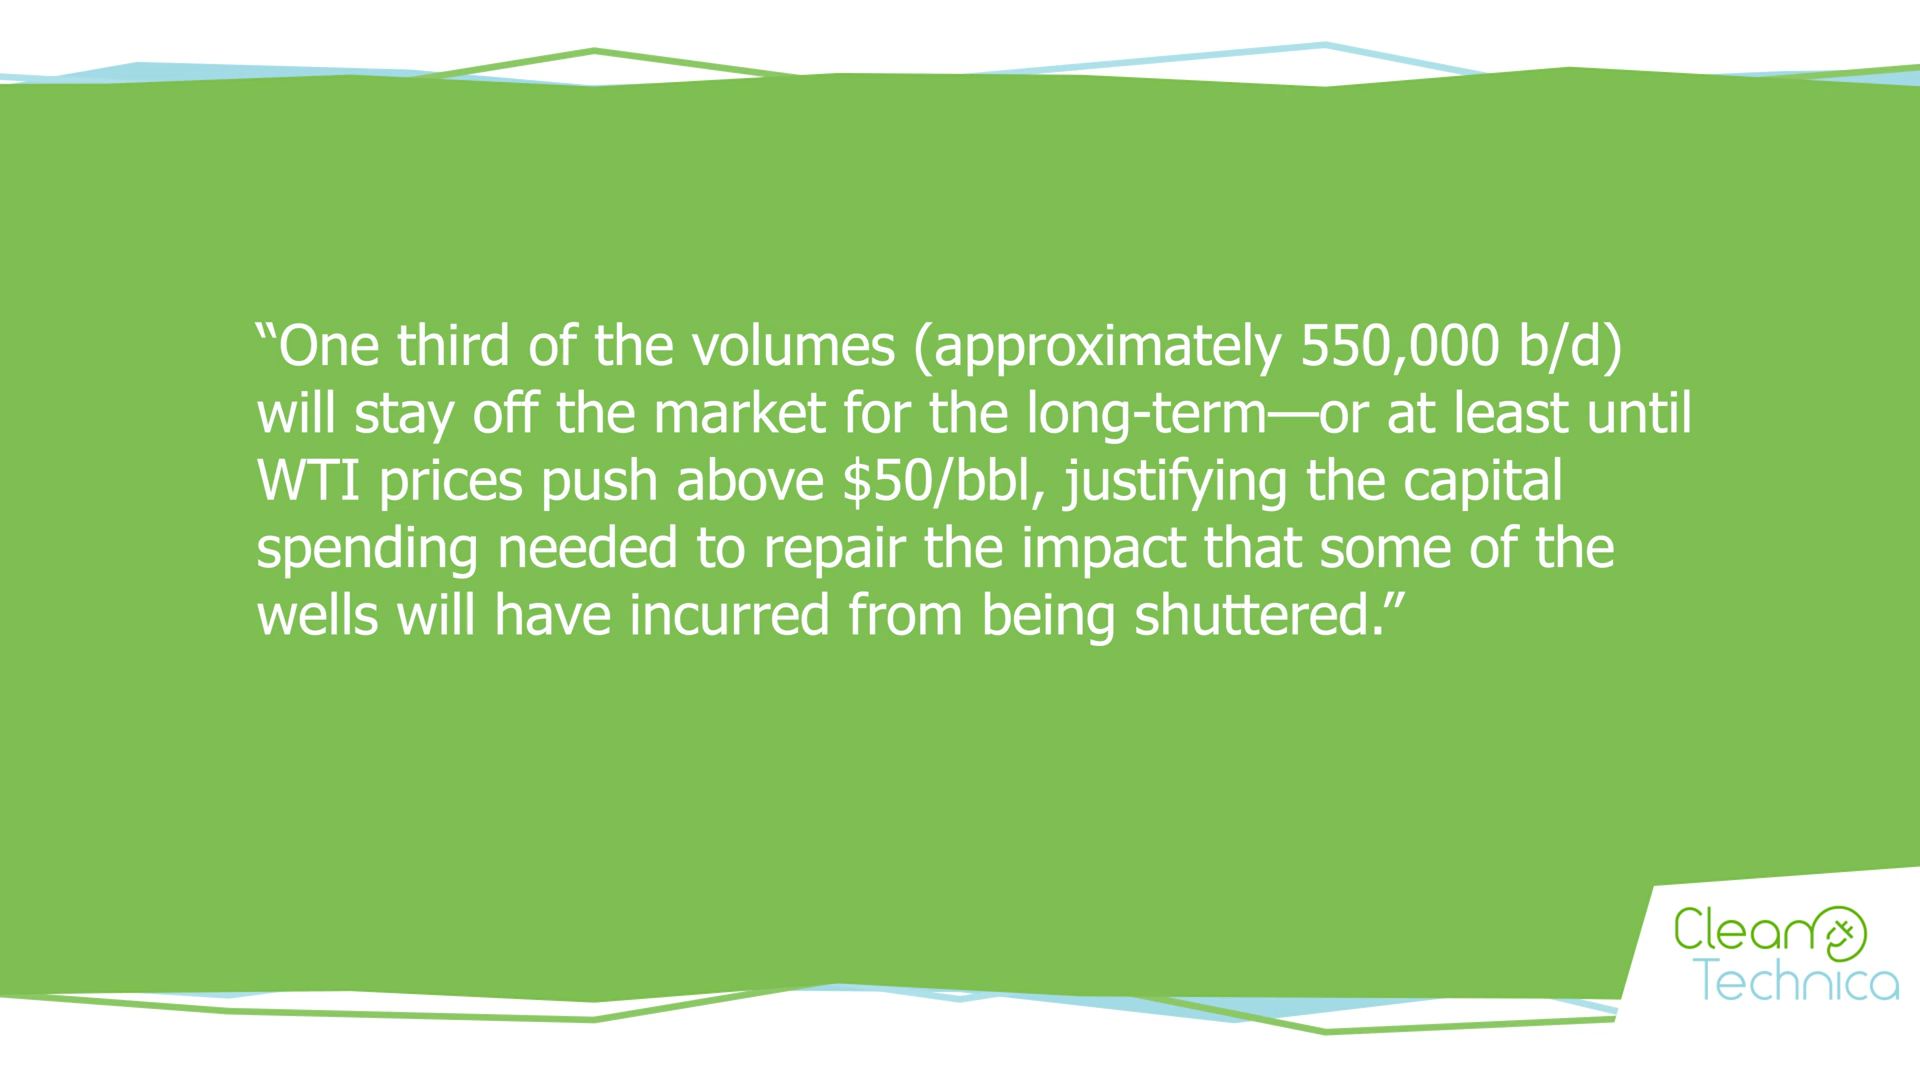 “One third of the volumes (approximately 550,000 b/d)
will stay off the market for the long-term—or at least until
WTI prices push above $50/bbl, justifying the capital
spending needed to repair the impact that some of the
wells will have incurred from being shuttered.”
Clean
Technica